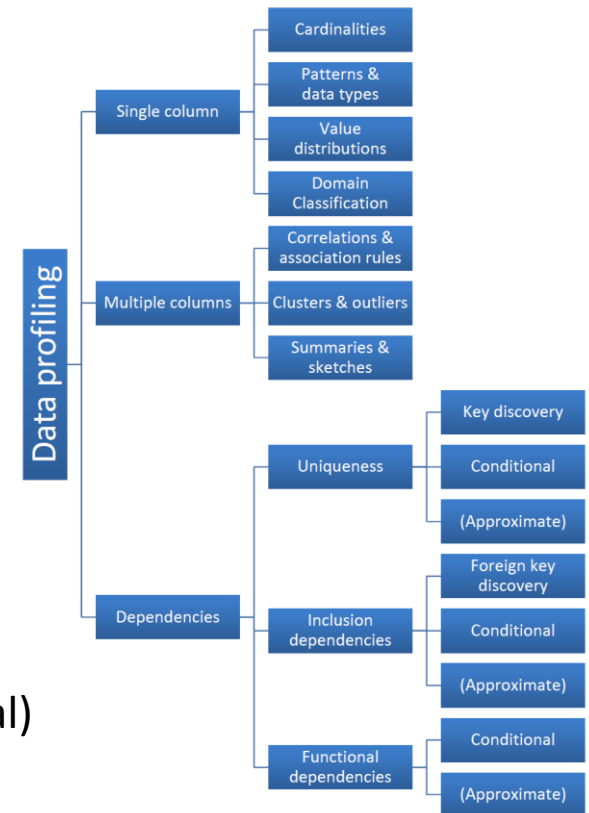 Data profiling
Single column
Cardinalities
Patterns &
data types
Value
distributions
Domain
Classification
Multiple columns
Correlations &
association rules
Clusters & outliers
Summaries &
sketches
Dependencies
Uniqueness
Key discovery
Conditional
(Approximate)
Inclusion
dependencies
Foreign key
discovery
Conditional
(Approximate)
Functional
dependencies
Conditional
(Approximate)
al)